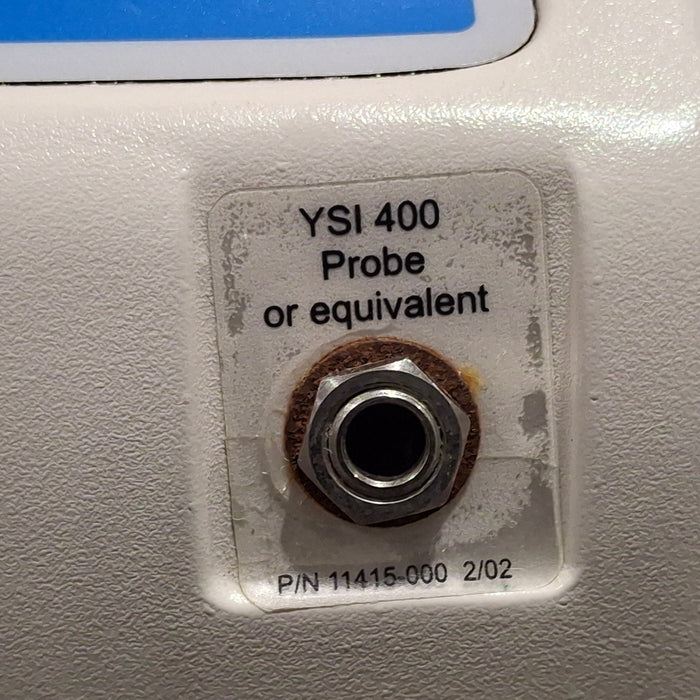 YSI 400
Probe
or equivalent
P/N 11415-000 2/02